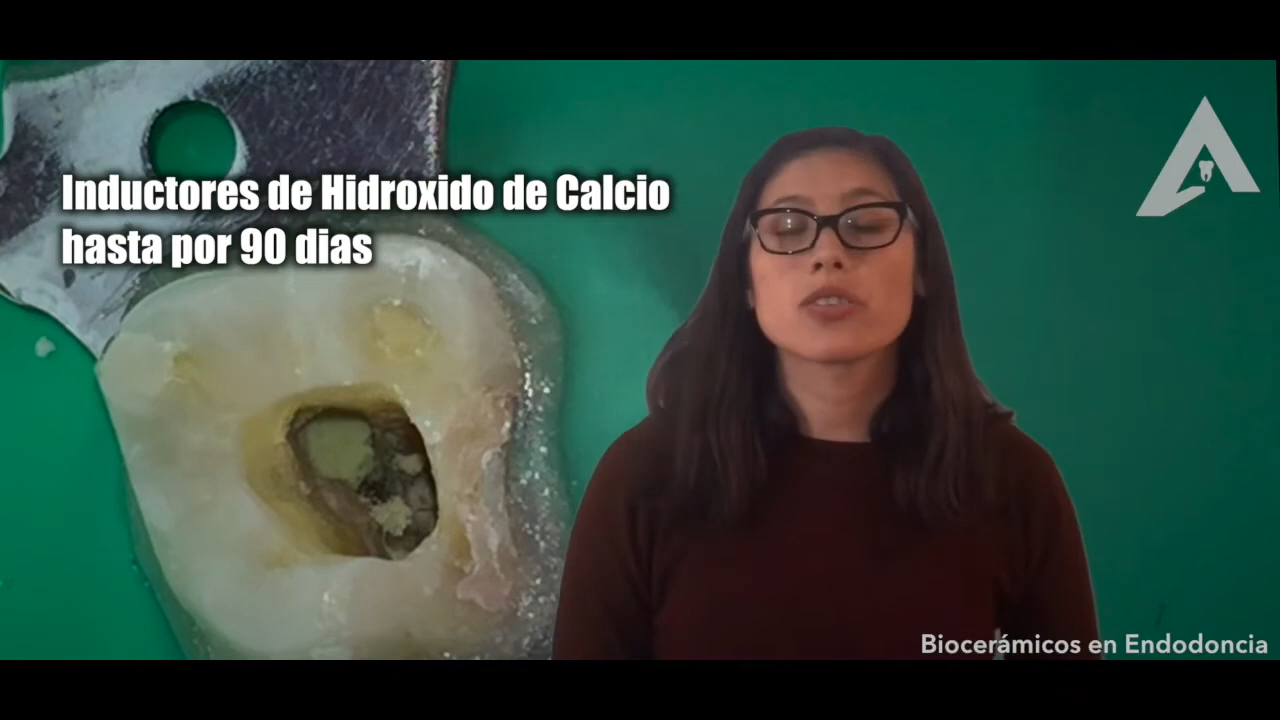 Inductores de Hidroxido de Calcio
hasta por 90 dias
Biocerámicos en Endodoncia